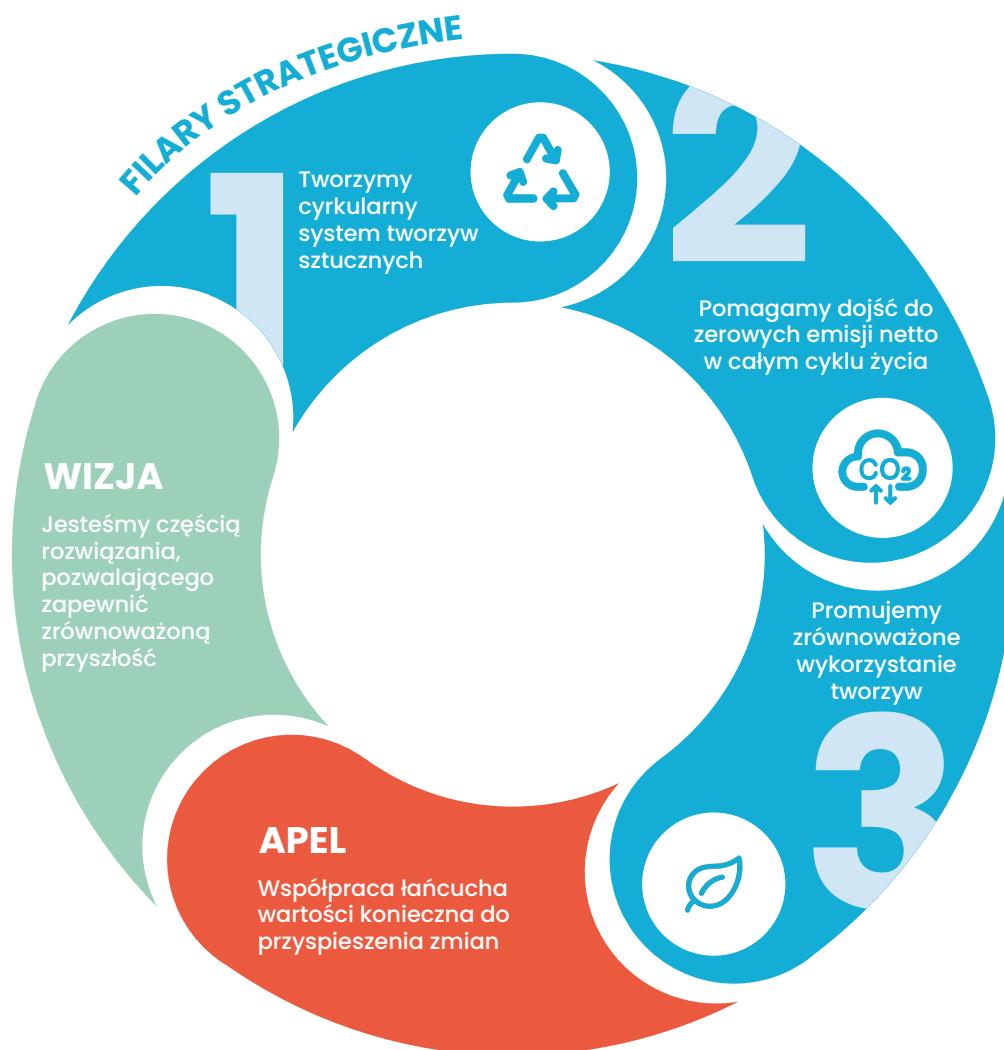 FILARY STRATEGICZNE
1
Tworzymy
cyrkularny
system tworzyw
sztucznych
2
Pomagamy dojść do
zerowych emisji netto
w całym cyklu życia
CO₂
Promujemy
zrównoważone
wykorzystanie
tworzyw
3
APEL
Współpraca łańcucha
wartości konieczna do
przyspieszenia zmian
WIZJA
Jesteśmy częścią
rozwiązania,
pozwalającego
zapewnić
zrównoważoną
przyszłość